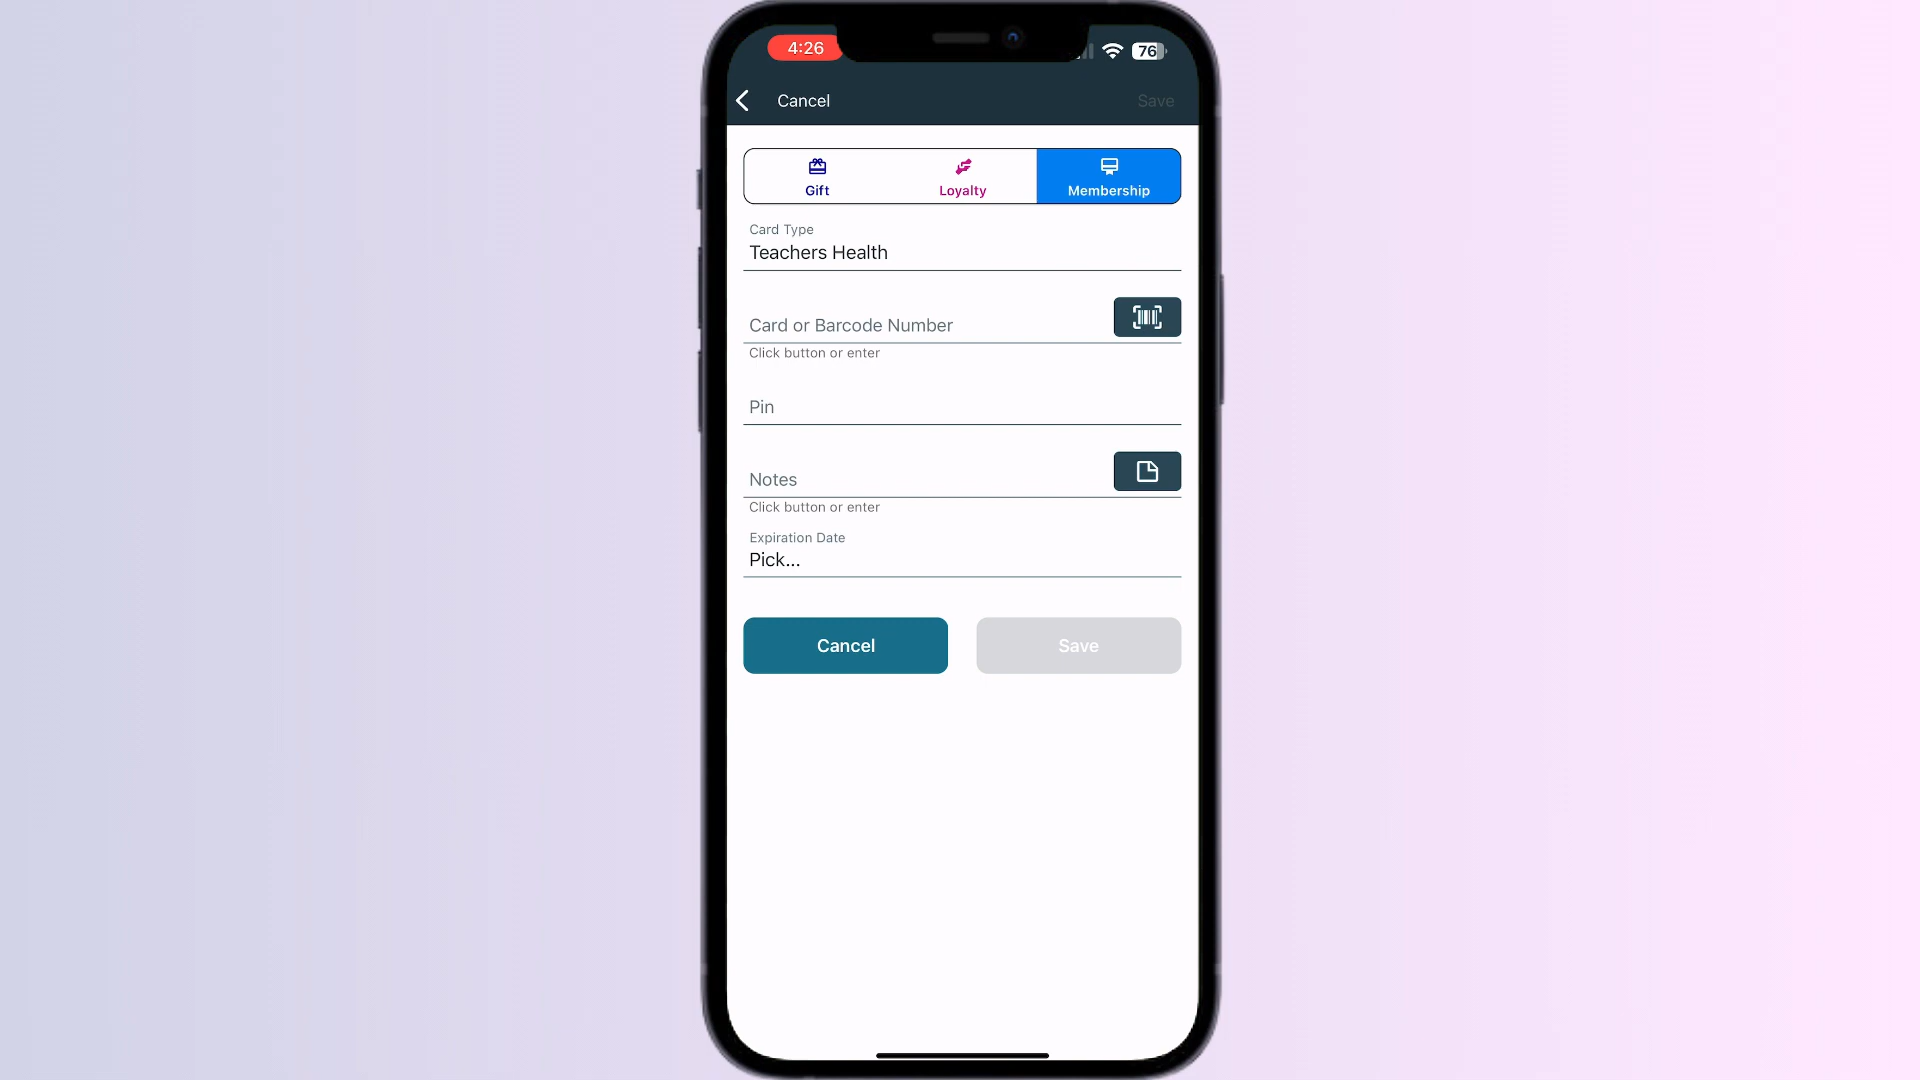 4:26
76
Cancel
Save
Gift
Loyalty
Membership
Card Type
Teachers Health
Card or Barcode Number
Click button or enter
Pin
Notes
Click button or enter
Expiration Date
Pick...
Cancel
Save